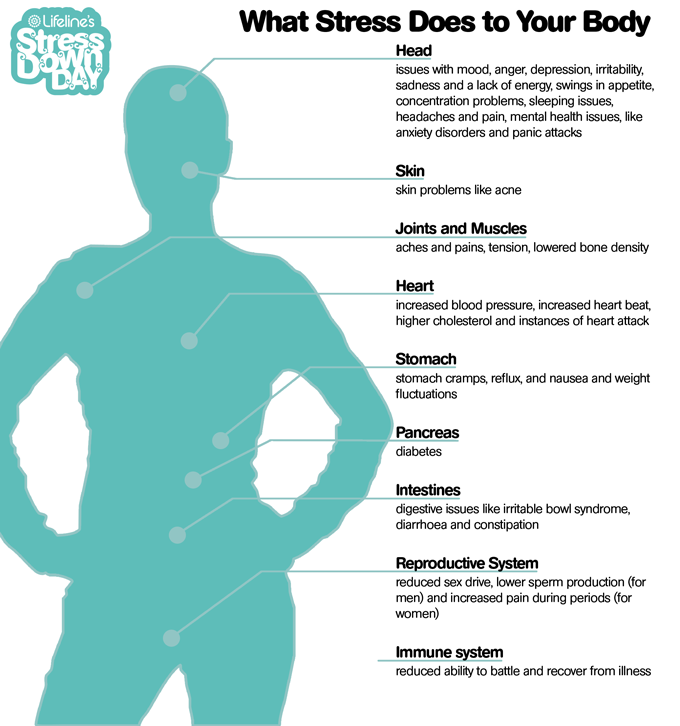 Lifeline's
Stress
Down
DAY
What Stress Does to Your Body
Head
issues with mood, anger, depression, irritability,
sadness and a lack of energy, swings in appetite,
concentration problems, sleeping issues,
headaches and pain, mental health issues, like
anxiety disorders and panic attacks
Skin
skin problems like acne
Joints and Muscles
aches and pains, tension, lowered bone density
Heart
increased blood pressure, increased heart beat,
higher cholesterol and instances of heart attack
Stomach
stomach cramps, reflux, and nausea and weight
fluctuations
Pancreas
diabetes
Intestines
digestive issues like irritable bowl syndrome,
diarrhoea and constipation
Reproductive System
reduced sex drive, lower sperm production (for
men) and increased pain during periods (for
women)
Immune system
reduced ability to battle and recover from illness